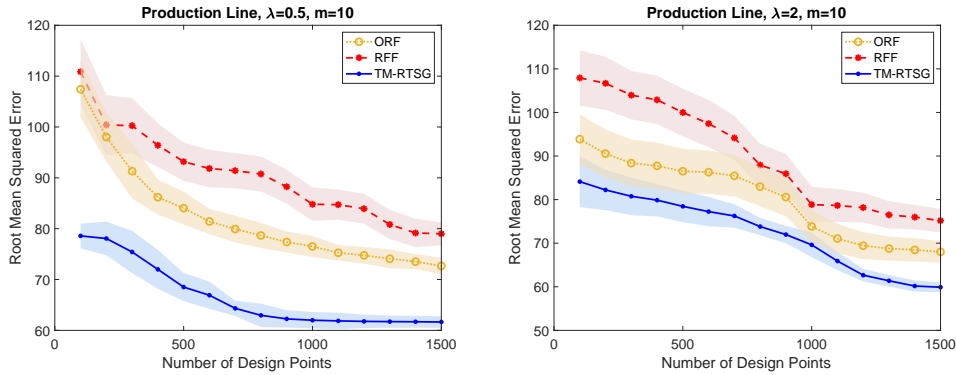 Production Line, λ=0.5, m=10
ORF
RFF
TM-RTSG
Root Mean Squared Error
120
110
100
90
80
70
60
0
500
1000
1500
Number of Design Points
Production Line, λ=2, m=10
ORF
RFF
TM-RTSG
Root Mean Squared Error
120
110
100
90
80
70
60
50
0
500
1000
1500
Number of Design Points